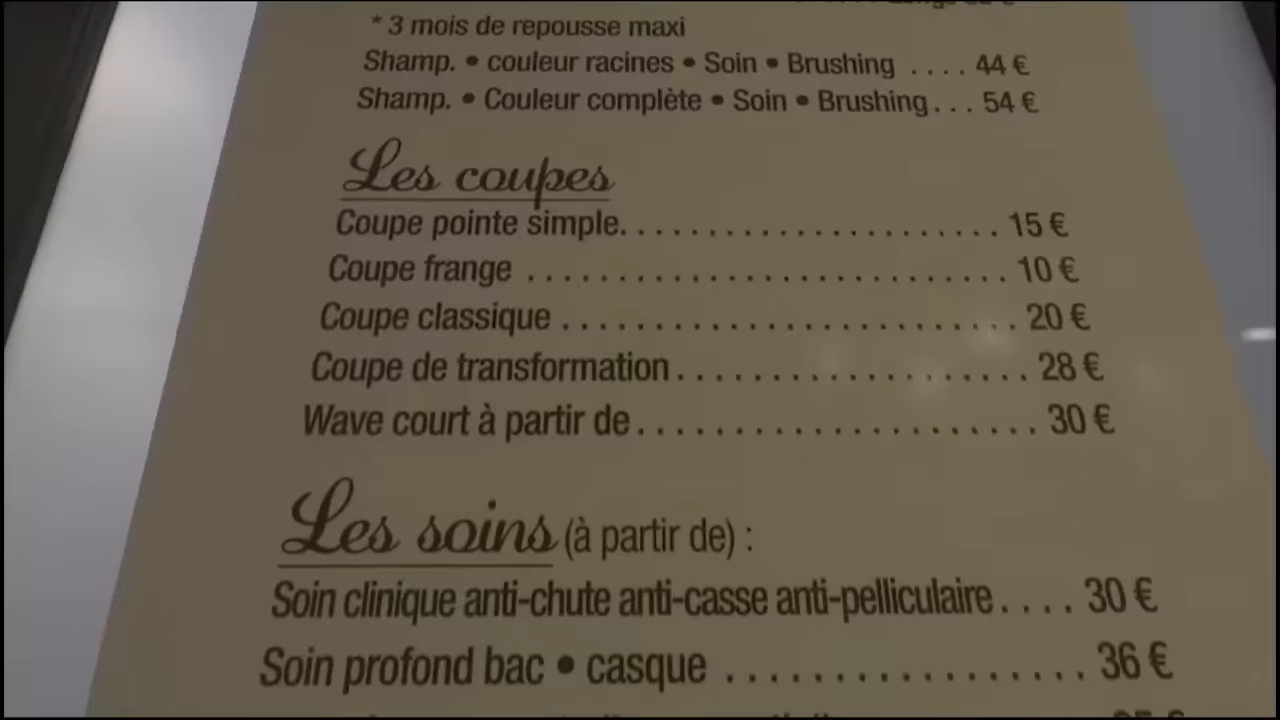 * 3 mois de repousse maxi
Shamp. • couleur racines • Soin • Brushing .... 44 €
Shamp. • Couleur complète • Soin • Brushing... 54 €
Les coupes
Coupe pointe simple...................... 15 €
Coupe frange ............................ 10 €
Coupe classique ......................... 20 €
Coupe de transformation.................. 28 €
Wave court à partir de..................... 30 €
Les soins (à partir de) :
Soin clinique anti-chute anti-casse anti-pelliculaire.... 30 €
Soin profond bac • casque ................. 36 €